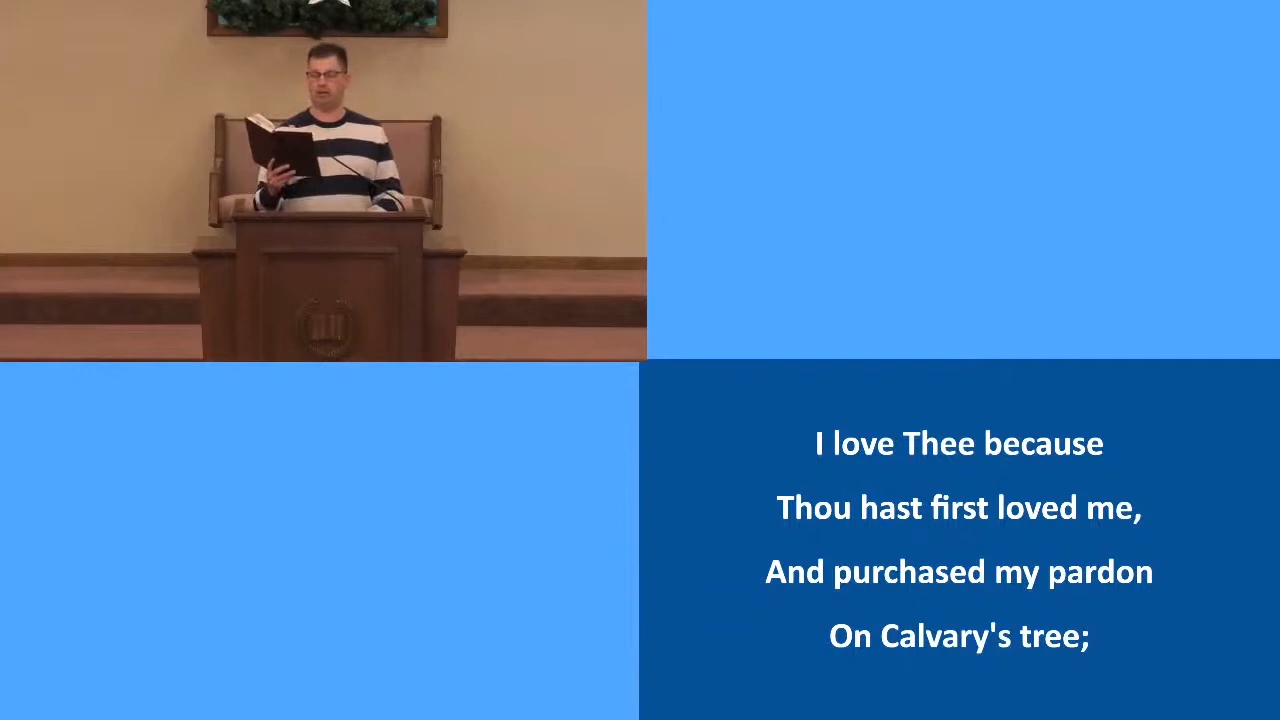 I love Thee because
Thou hast first loved me,
And purchased my pardon
On Calvary's tree;